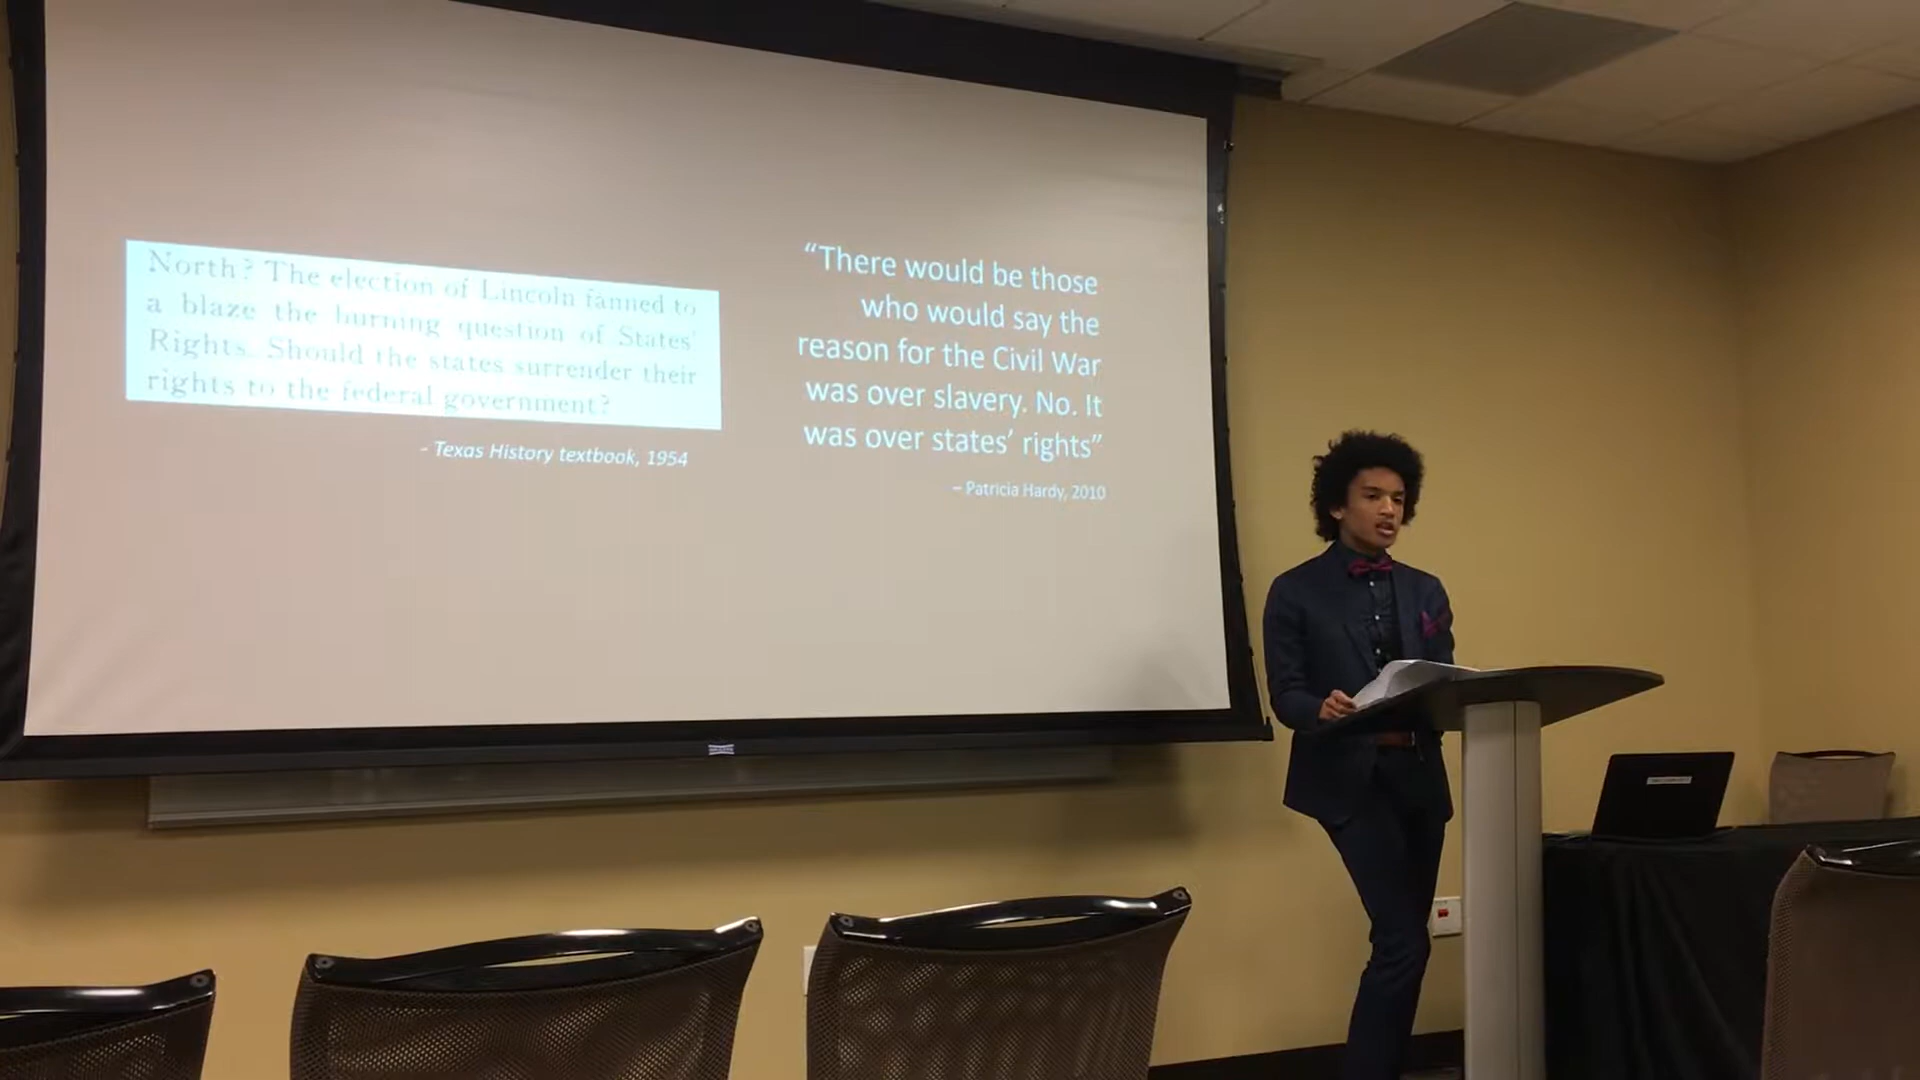 North? The election of Lincoln fanned to
a blaze the burning question of States'
Rights. Should the states surrender their
rights to the federal government?
- Texas History textbook, 1954
“There would be those
who would say the
reason for the Civil War
was over slavery. No. It
was over states’ rights”
– Patricia Hardy, 2010